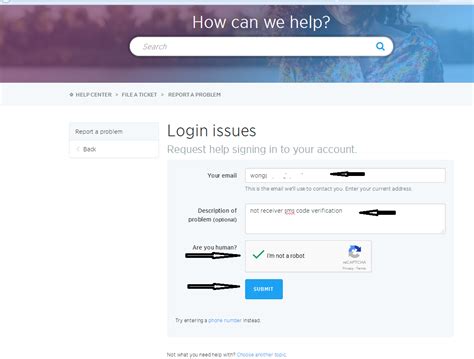 How can we help?
Search
HELP CENTER > FILE A TICKET > REPORT A PROBLEM
Report a problem
Back
Login issues
Request help signing in to your account.
Your email
wong
This is the email we'll use to contact you. Enter your current address.
Description of
problem (optional)
not receiver pmg code verification
Are you human?
I'm not a robot
reCAPTCHA
Privacy - Terms
SUBMIT
Try entering a phone number instead.
Not what you need help with? Choose another topic.